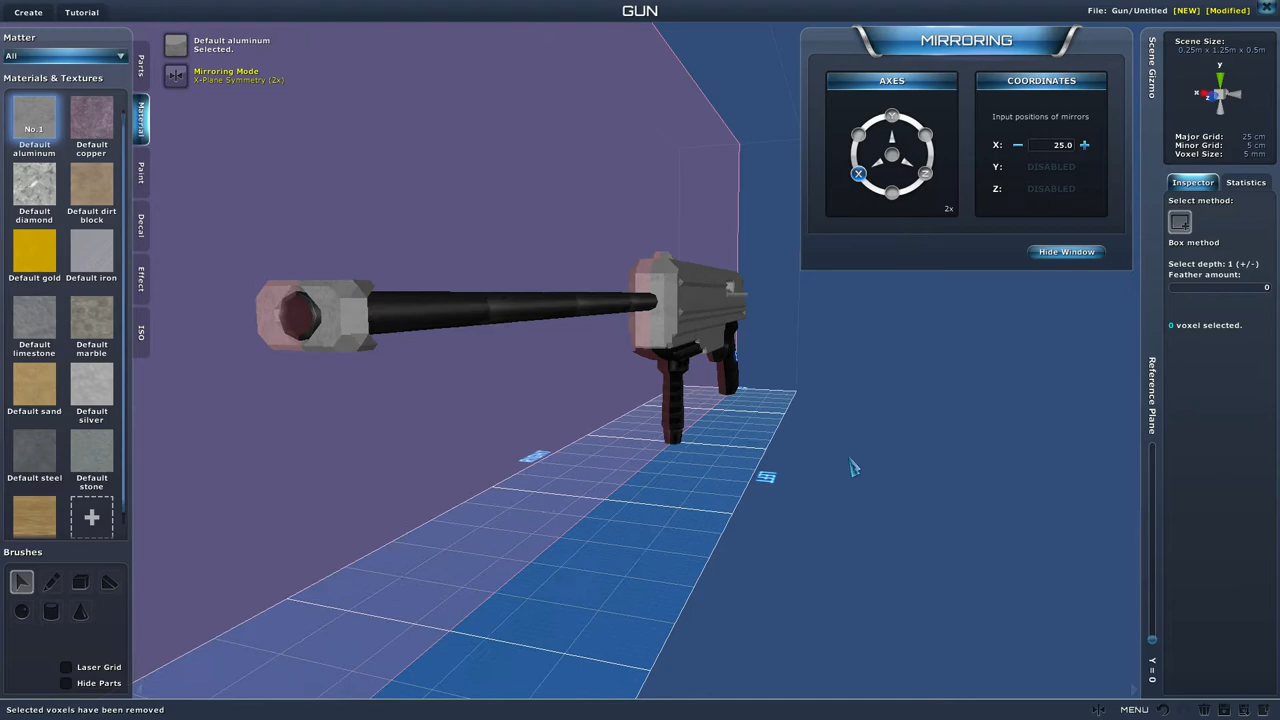 Create
Tutorial
GUN
File: Gun/Untitled [NEW] [Modified]
Matter
All
Materials & Textures
No.1
Default aluminum
Default copper
Default diamond
Default dirt block
Default gold
Default iron
Default limestone
Default marble
Default sand
Default silver
Default steel
Default stone
Brushes
Laser Grid
Hide Parts
Parts
Material
Paint
Decal
Effect
ISO
Default aluminum
Selected.
Mirroring Mode
X-Plane Symmetry (2x)
MIRRORING
AXES
Y
X
Z
2x
COORDINATES
Input positions of mirrors
X: 25.0
Y: DISABLED
Z: DISABLED
Hide Window
Scene Gizmo
Scene Size:
0.25m x 1.25m x 0.5m
y
x
z
Major Grid: 25 cm
Minor Grid: 5 cm
Voxel Size: 5 mm
Inspector
Statistics
Select method:
Box method
Select depth: 1 (+/-)
Feather amount:
0
0 voxel selected.
Reference Plane
Y = 0
Selected voxels have been removed
MENU